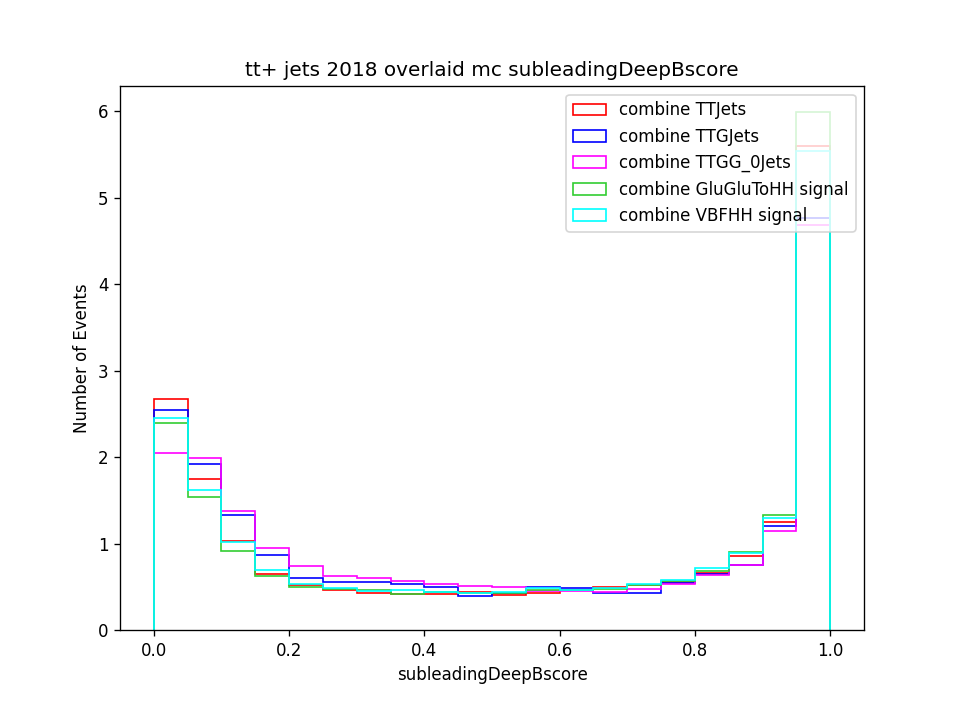 tt+ jets 2018 overlaid mc subleadingDeepBscore
combine TTJets
combine TTGJets
combine TTGG_0Jets
combine GluGluToHH signal
combine VBFHH signal
Number of Events
6
5
4
3
2
1
0
0.0 0.2 0.4 0.6 0.8 1.0
subleadingDeepBscore